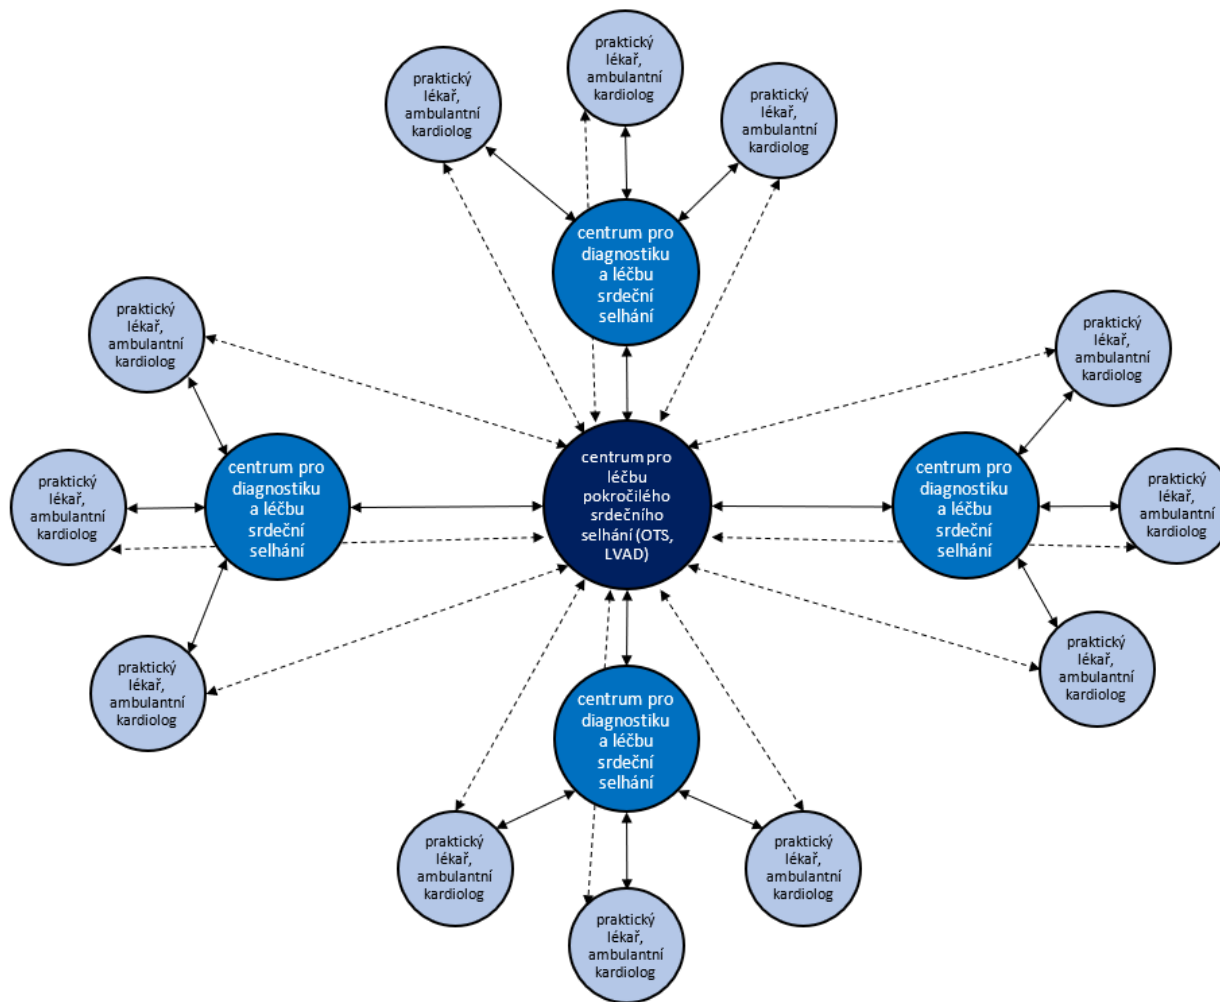 praktický
lékař,
ambulantní
kardiolog
praktický
lékař,
ambulantní
kardiolog
praktický
lékař,
ambulantní
kardiolog
centrum pro
diagnostiku
a léčbu
srdeční
selhání
praktický
lékař,
ambulantní
kardiolog
praktický
lékař,
ambulantní
kardiolog
centrum pro
diagnostiku
a léčbu
srdeční
selhání
centrum pro
léčbu
pokročilého
srdečního
selhání (OTS,
LVAD)
centrum pro
diagnostiku
a léčbu
srdeční
selhání
praktický
lékař,
ambulantní
kardiolog
praktický
lékař,
ambulantní
kardiolog
praktický
lékař,
ambulantní
kardiolog
praktický
lékař,
ambulantní
kardiolog
centrum pro
diagnostiku
a léčbu
srdeční
selhání
praktický
lékař,
ambulantní
kardiolog
praktický
lékař,
ambulantní
kardiolog
praktický
lékař,
ambulantní
kardiolog